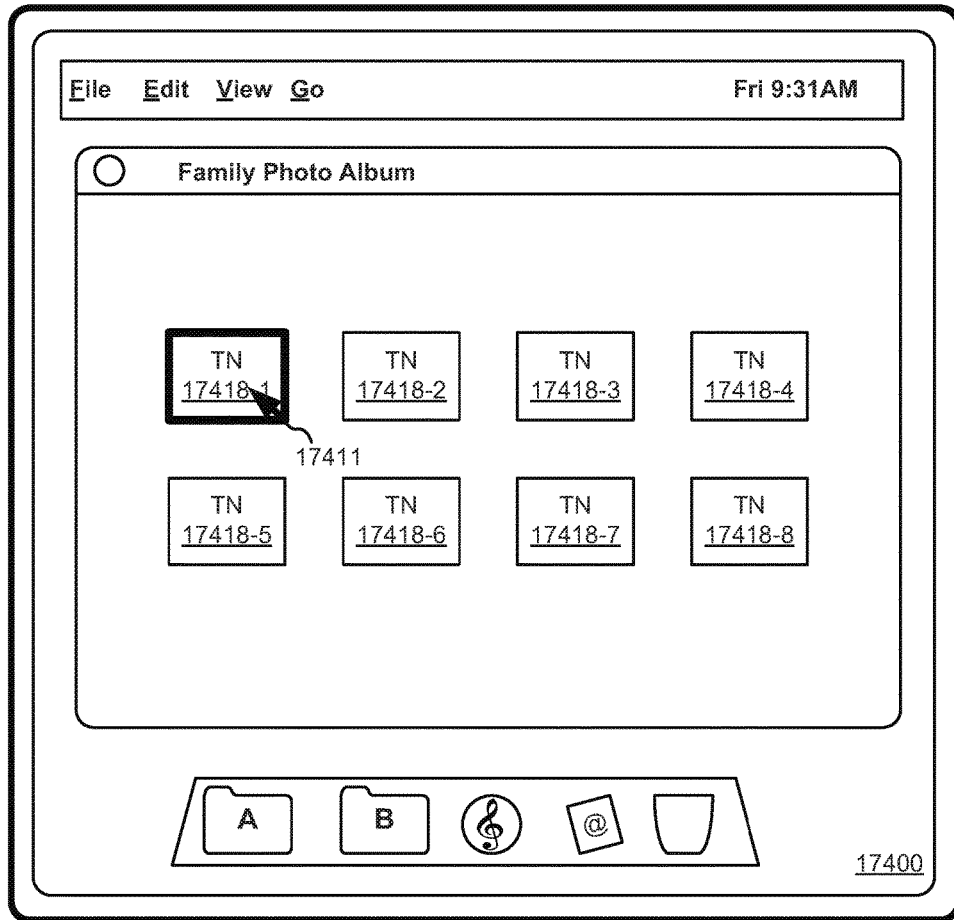 File Edit View Go Fri 9:31AM
Family Photo Album
TN TN TN TN
17418-1 17418-2 17418-3 17418-4
17411
TN TN TN TN
17418-5 17418-6 17418-7 17418-8
A B @
17400